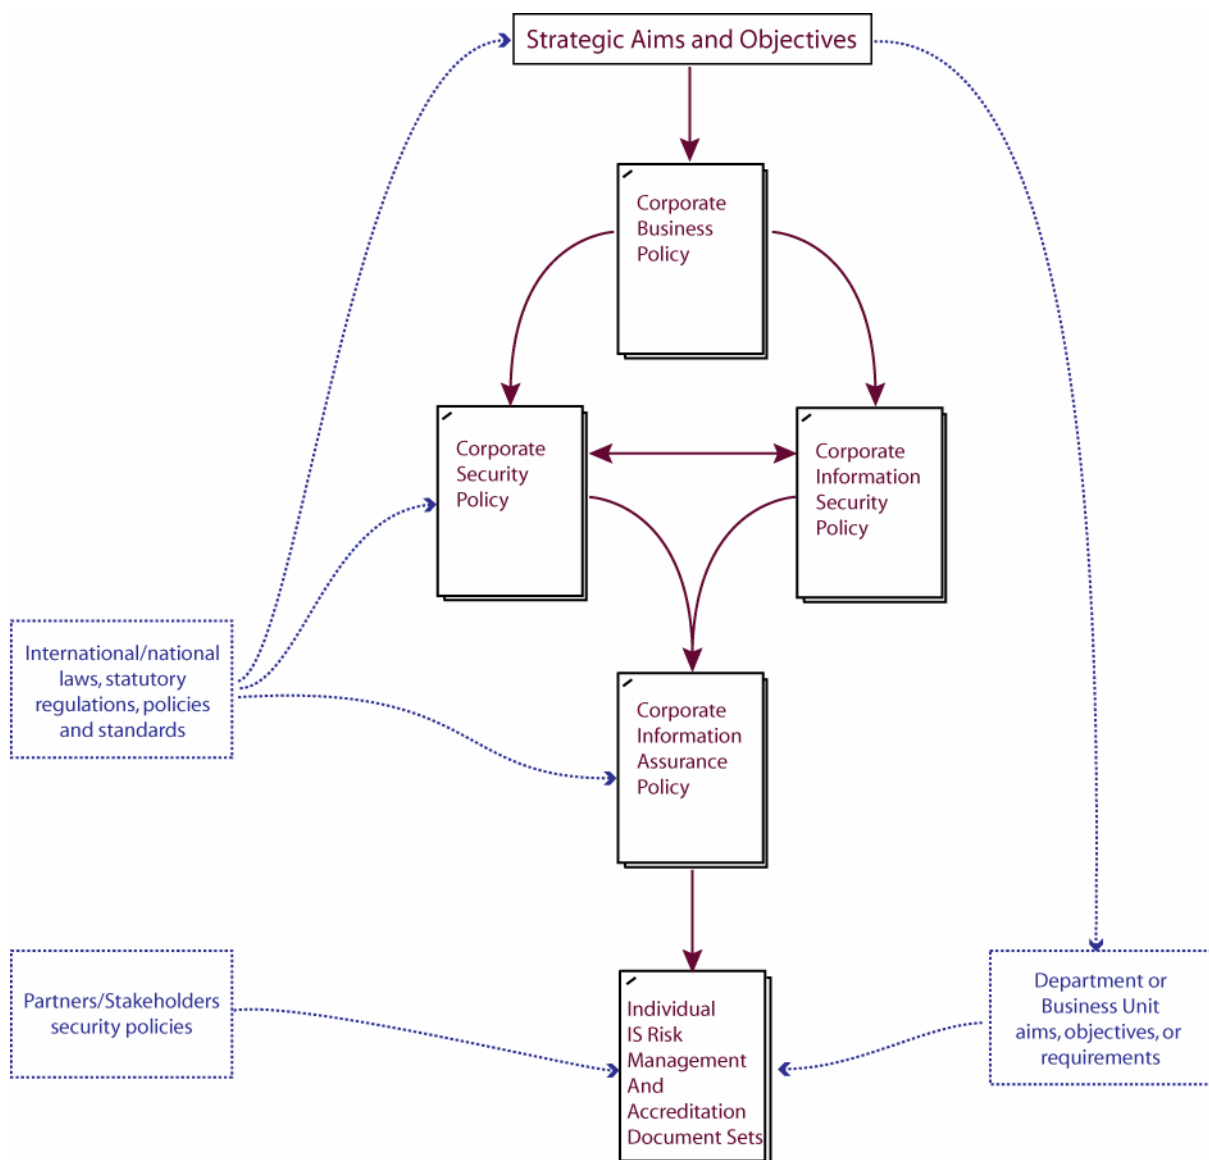 Strategic Aims and Objectives
Corporate
Business
Policy
Corporate
Security
Policy
Corporate
Information
Security
Policy
International/national
laws, statutory
regulations, policies
and standards
Corporate
Information
Assurance
Policy
Partners/Stakeholders
security policies
Individual
IS Risk
Management
And
Accreditation
Document Sets
Department or
Business Unit
aims, objectives, or
requirements